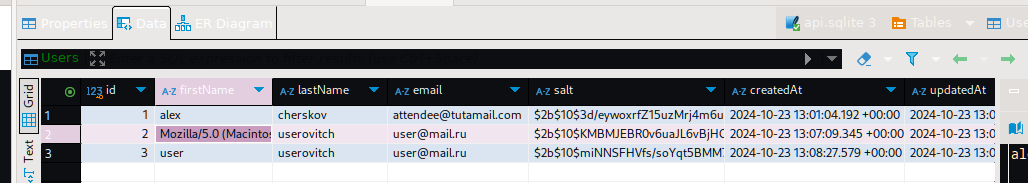 Properties Data ER Diagram api.sqlite 3 Tables Use
Users
Grid
Text
id firstName lastName email salt createdAt updatedAt
1 1 alex cherskov attendee@tutamail.com $2b$10$3d/eywoxrfZ15uzMrj4m6u 2024-10-23 13:01:04.192 +00:00 2024-10-23 13:0
2 2 Mozilla/5.0 (Macintos userovitch user@mail.ru $2b$10$KMBMJEBR0v6uaJL6vBjHC 2024-10-23 13:07:09.345 +00:00 2024-10-23 13:0
3 3 user userovitch user@mail.ru $2b$10$miNNSFHVfs/soYqt5BMM 2024-10-23 13:08:27.579 +00:00 2024-10-23 13:0